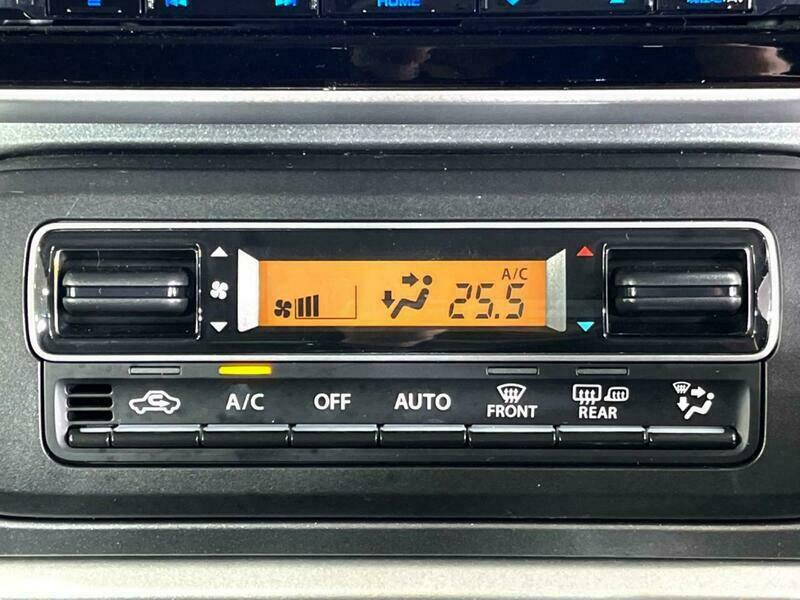 HOME
A/C
25.5
A/C
OFF
AUTO
FRONT
REAR